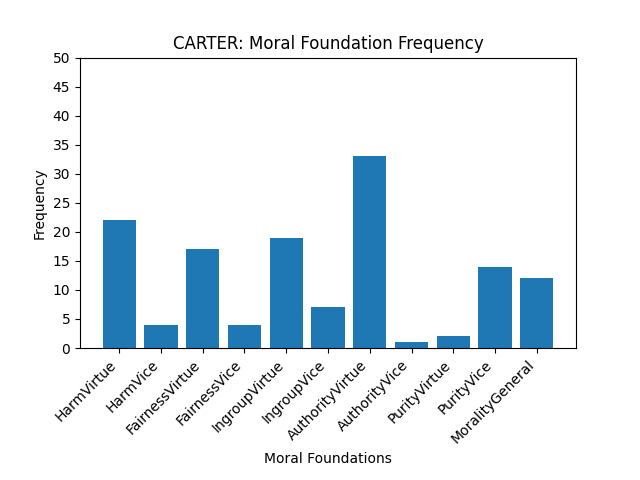 CARTER: Moral Foundation Frequency
50
45
40
35
30
25
20
15
10
5
0
Frequency
HarmVirtue
HarmVice
FairnessVirtue
FairnessVice
IngroupVirtue
IngroupVice
AuthorityVirtue
AuthorityVice
PurityVirtue
PurityVice
MoralityGeneral
Moral Foundations